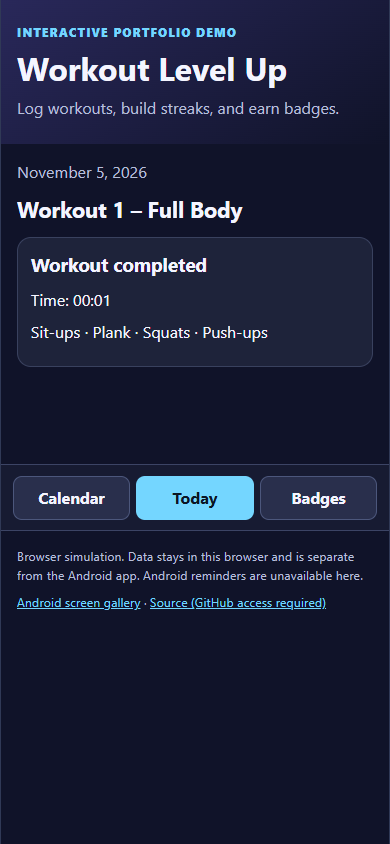 INTERACTIVE PORTFOLIO DEMO
Workout Level Up
Log workouts, build streaks, and earn badges.
November 5, 2026
Workout 1 – Full Body
Workout completed
Time: 00:01
Sit-ups · Plank · Squats · Push-ups
Calendar
Today
Badges
Browser simulation. Data stays in this browser and is separate
from the Android app. Android reminders are unavailable here.
Android screen gallery · Source (GitHub access required)